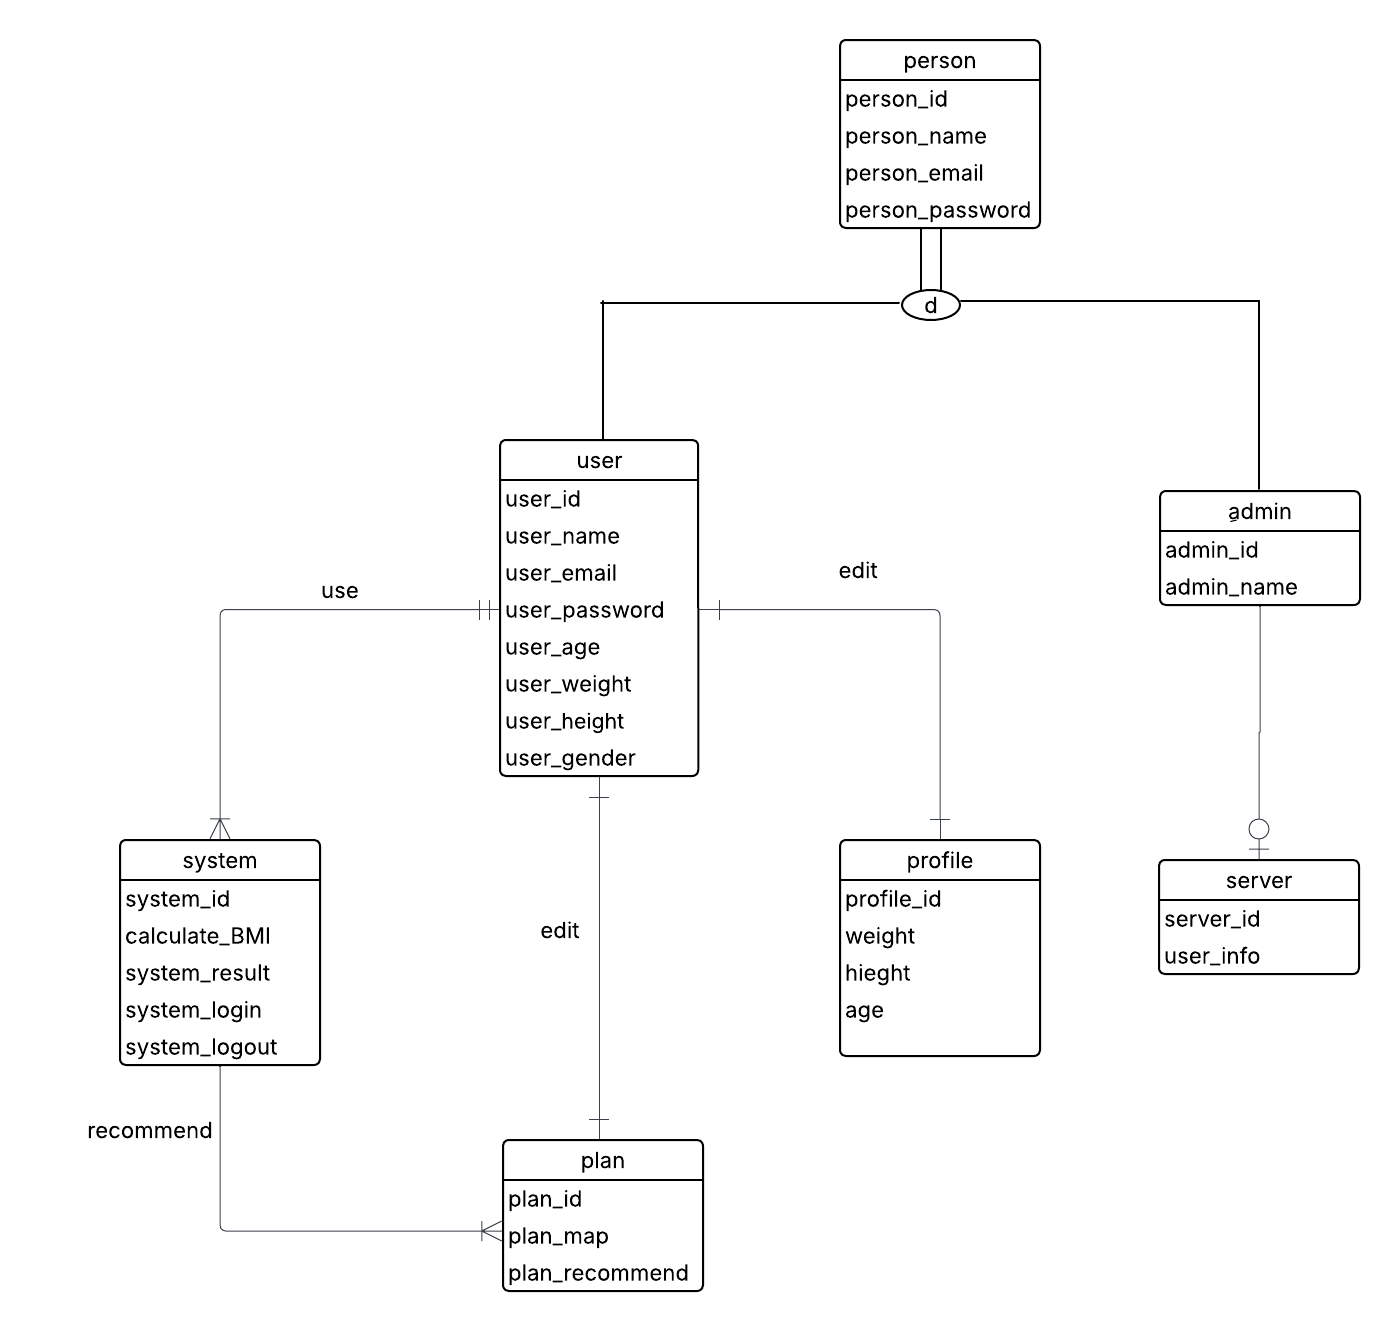 person
person_id
person_name
person_email
person_password
d
user
user_id
user_name
user_email
user_password
user_age
user_weight
user_height
user_gender
admin
admin_id
admin_name
use
edit
system
system_id
calculate_BMI
system_result
system_login
system_logout
edit
profile
profile_id
weight
hieght
age
server
server_id
user_info
recommend
plan
plan_id
plan_map
plan_recommend